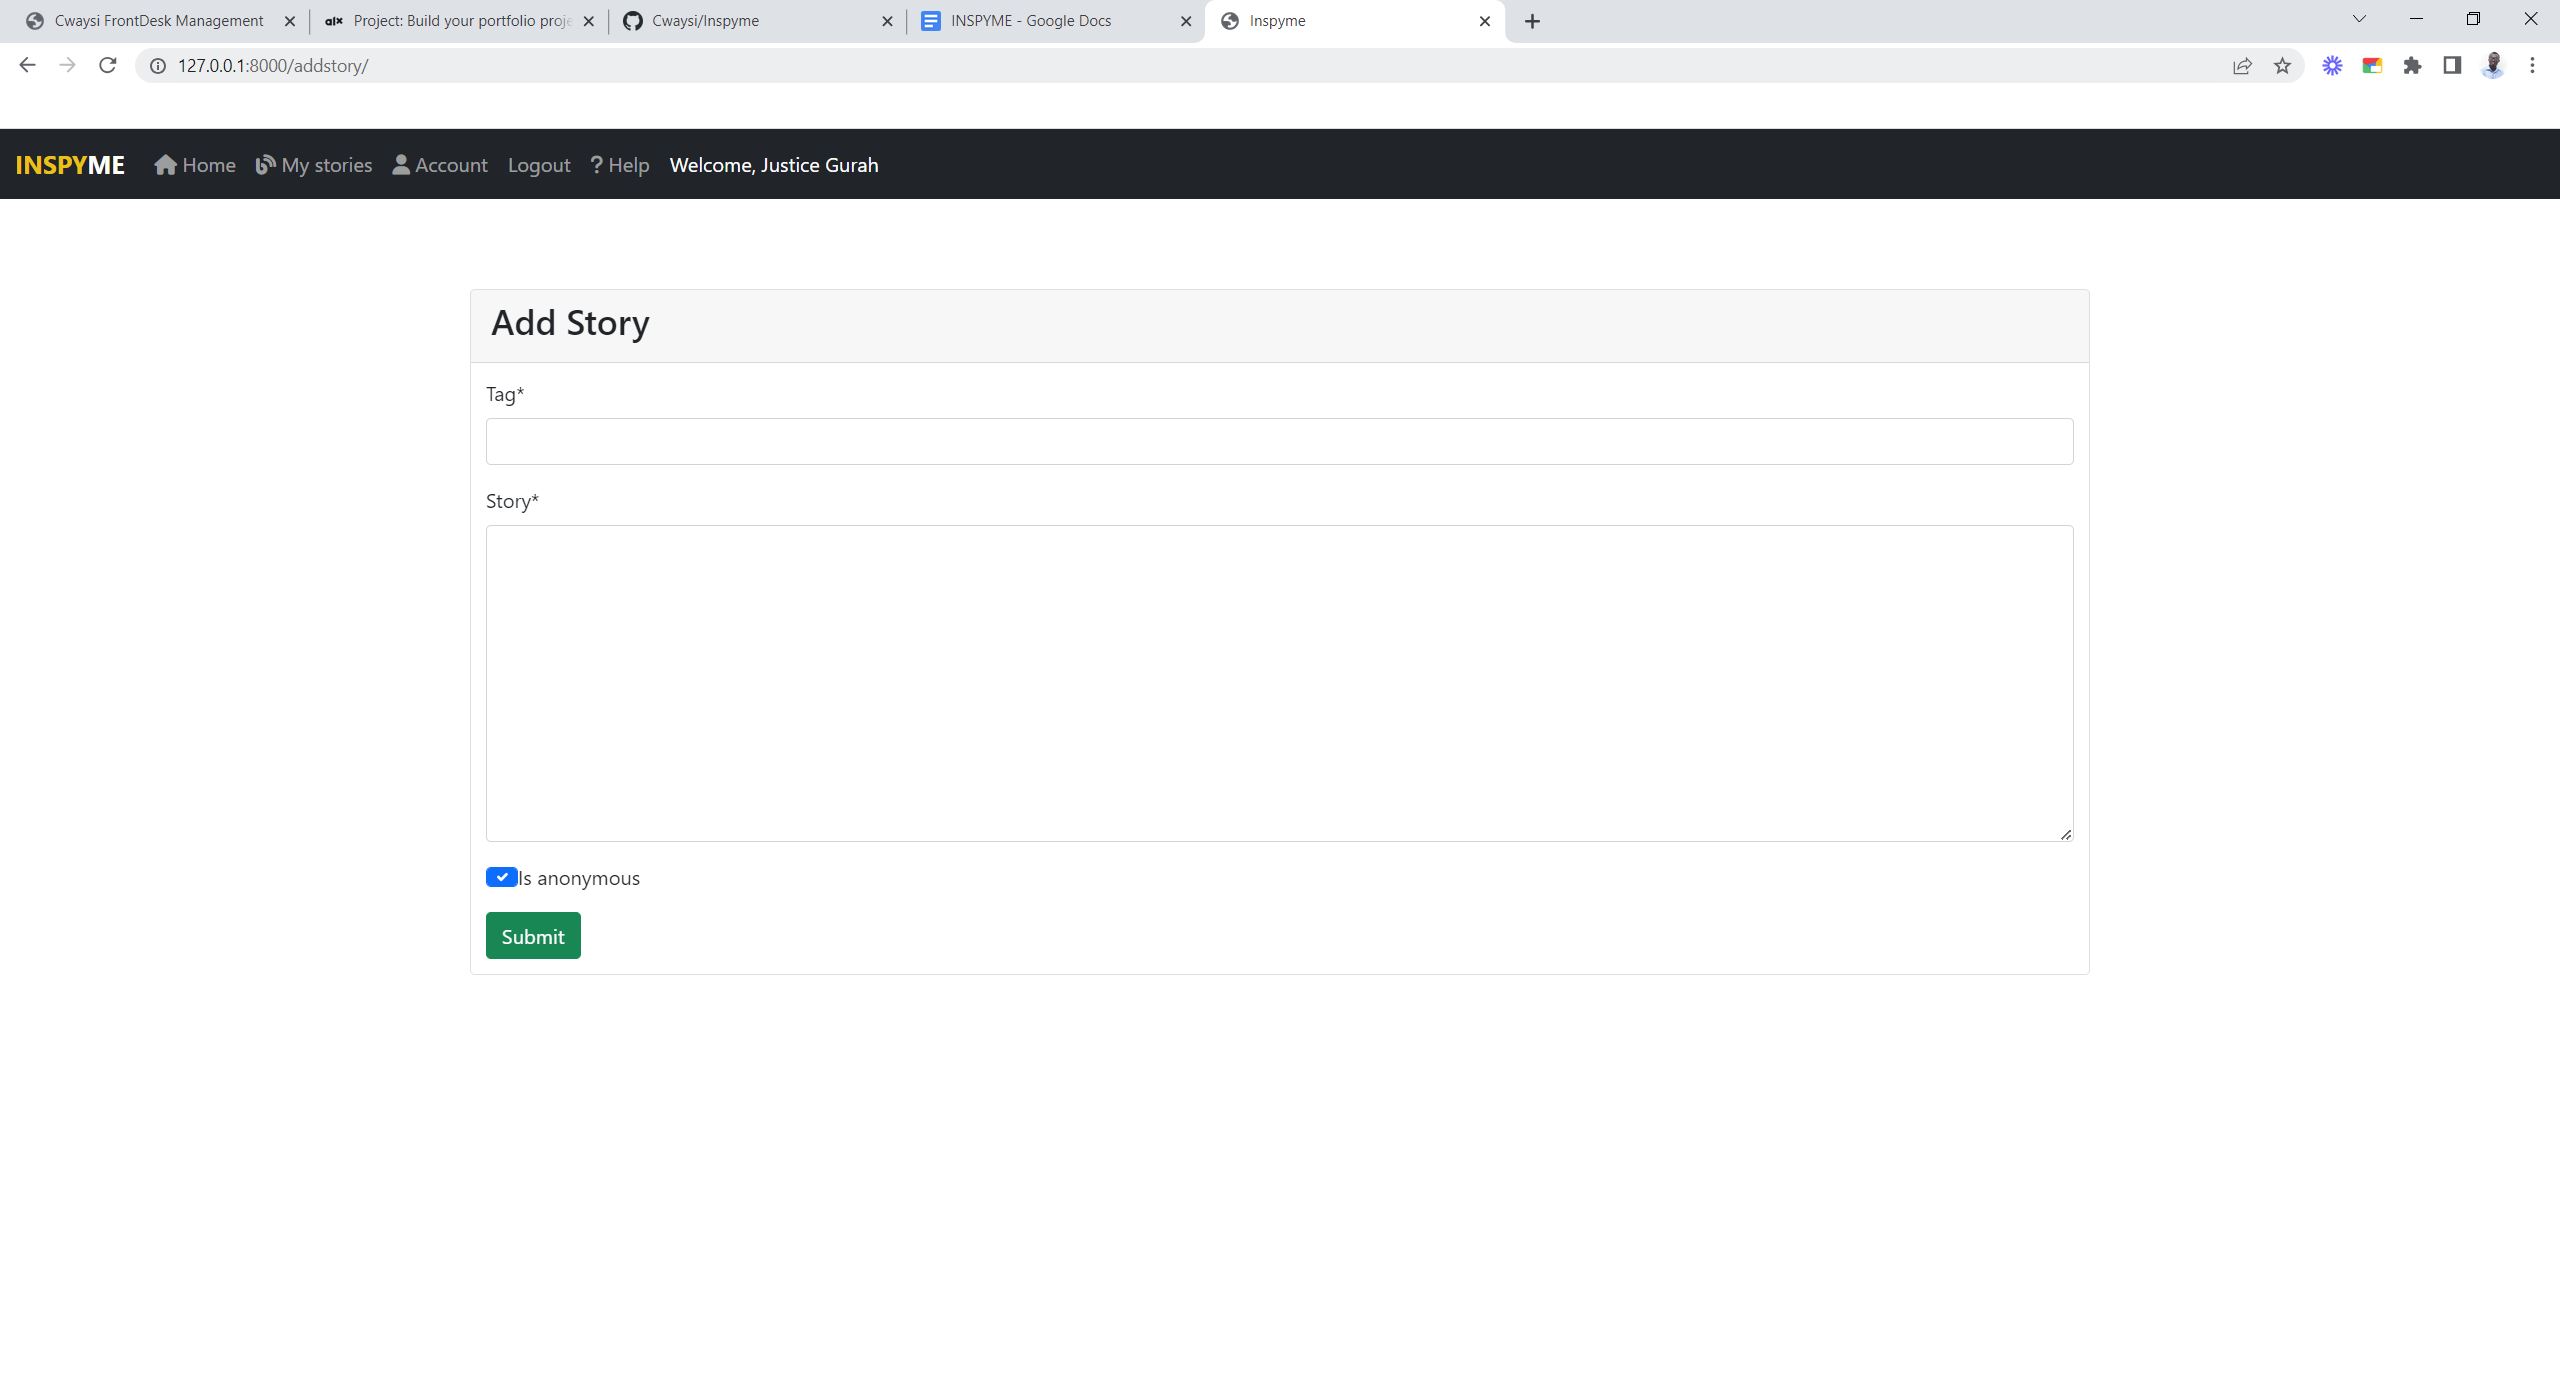 Cwaysi FrontDesk Management
alx Project: Build your portfolio proje
Cwaysi/Inspyme
INSPYME - Google Docs
Inspyme
127.0.0.1:8000/addstory/
INSPYME Home My stories Account Logout ? Help Welcome, Justice Gurah
Add Story
Tag*
Story*
Is anonymous
Submit